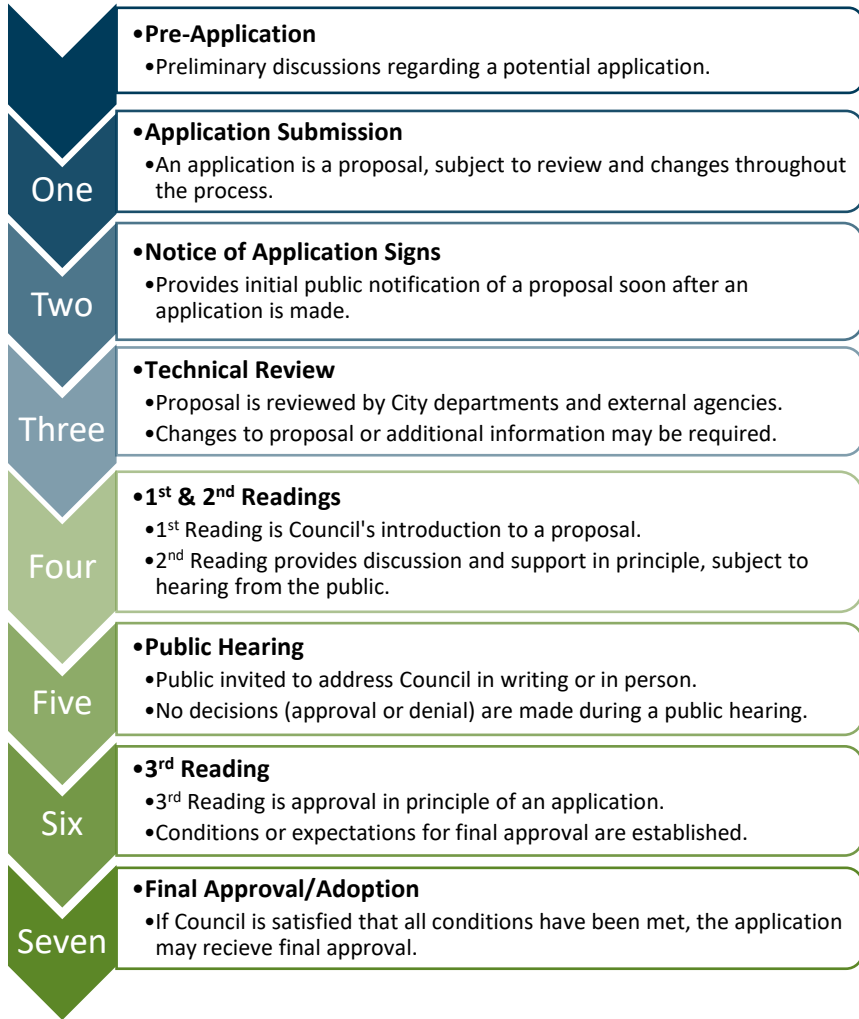 •Pre-Application
•Preliminary discussions regarding a potential application.
One
•Application Submission
•An application is a proposal, subject to review and changes throughout
the process.
Two
•Notice of Application Signs
•Provides initial public notification of a proposal soon after an
application is made.
Three
•Technical Review
•Proposal is reviewed by City departments and external agencies.
•Changes to proposal or additional information may be required.
Four
•1st & 2nd Readings
•1st Reading is Council's introduction to a proposal.
•2nd Reading provides discussion and support in principle, subject to
hearing from the public.
Five
•Public Hearing
•Public invited to address Council in writing or in person.
•No decisions (approval or denial) are made during a public hearing.
Six
•3rd Reading
•3rd Reading is approval in principle of an application.
•Conditions or expectations for final approval are established.
Seven
•Final Approval/Adoption
•If Council is satisfied that all conditions have been met, the application
may recieve final approval.